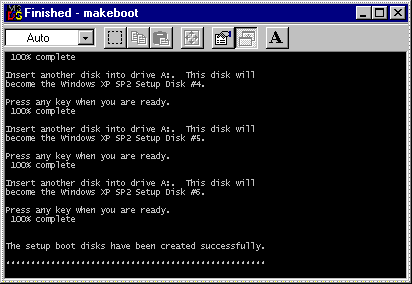 Finished - makeboot
Auto
A
100% complete
Insert another disk into drive A:.  This disk will
become the Windows XP SP2 Setup Disk #4.
Press any key when you are ready.
100% complete
Insert another disk into drive A:.  This disk will
become the Windows XP SP2 Setup Disk #5.
Press any key when you are ready.
100% complete
Insert another disk into drive A:.  This disk will
become the Windows XP SP2 Setup Disk #6.
Press any key when you are ready.
100% complete
The setup boot disks have been created successfully.